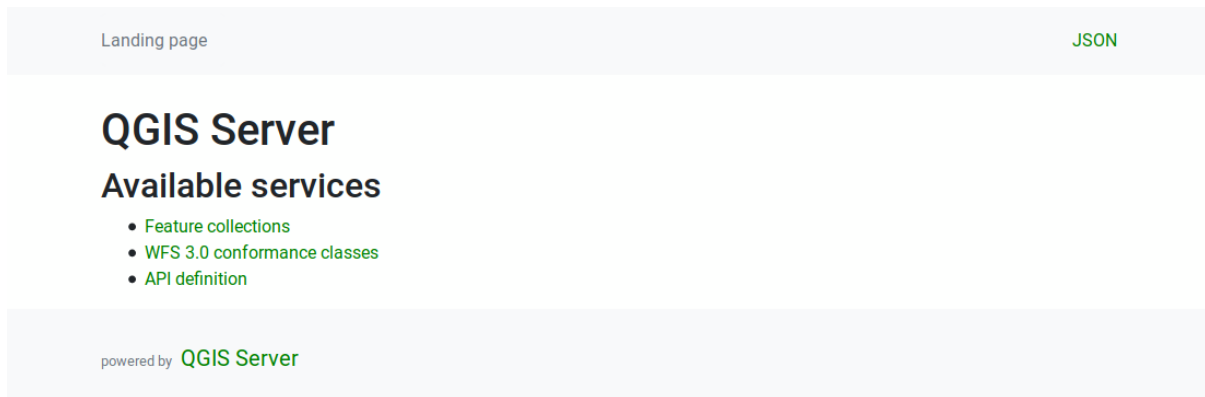 Landing page JSON
QGIS Server
Available services
Feature collections
WFS 3.0 conformance classes
API definition
powered by QGIS Server